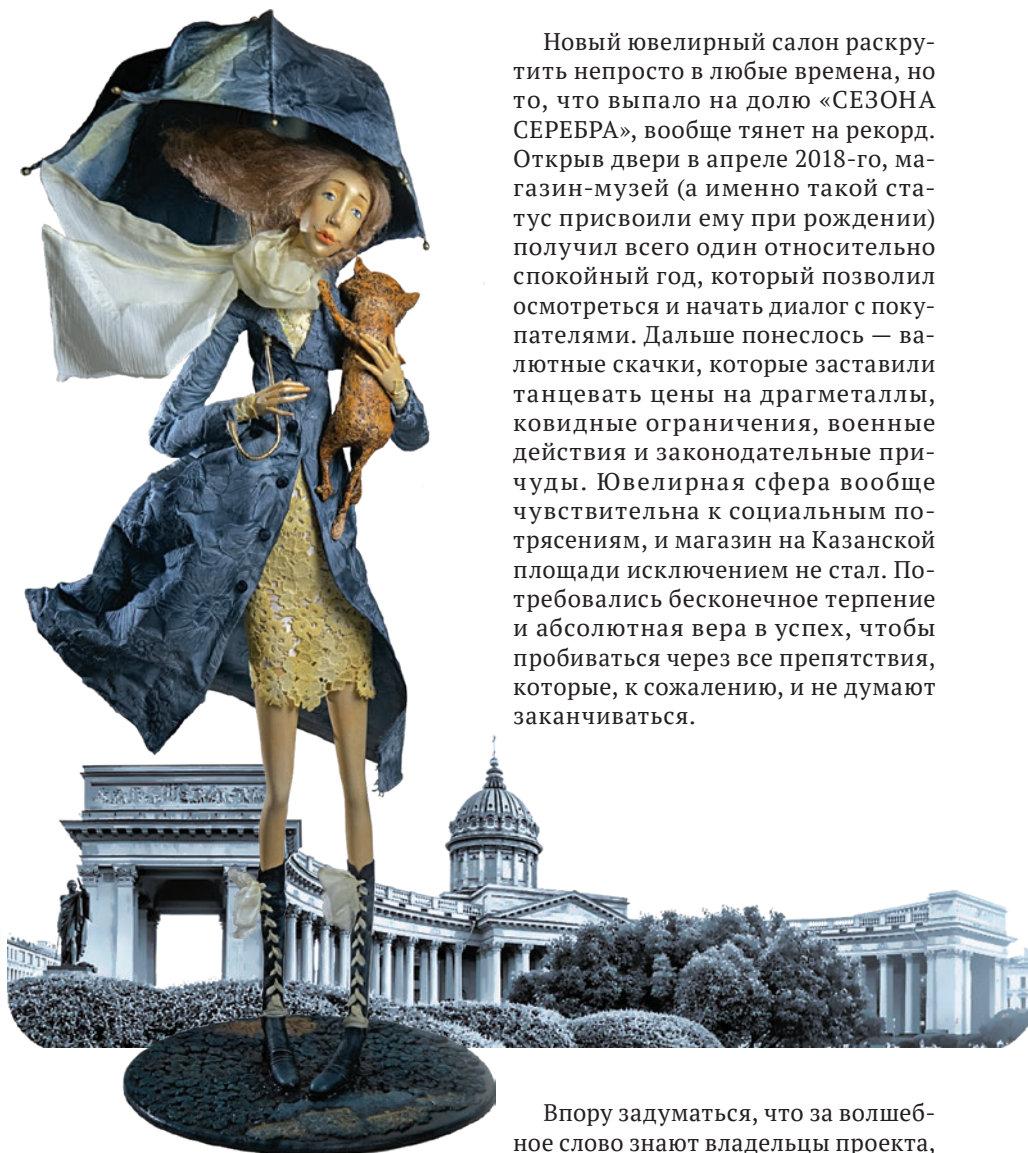 Новый ювелирный салон раскру-
тить непросто в любые времена, но
то, что выпало на долю «СЕЗОНА
СЕРЕБРА», вообще тянет на рекорд.
Открыв двери в апреле 2018-го, ма-
газин-музей (а именно такой ста-
тус присвоили ему при рождении)
получил всего один относительно
спокойный год, который позволил
осмотреться и начать диалог с поку-
пателями. Дальше понеслось — ва-
лютные скачки, которые заставили
танцевать цены на драгметаллы,
ковидные ограничения, военные
действия и законодательные при-
чуды. Ювелирная сфера вообще
чувствительна к социальным по-
трясениям, и магазин на Казанской
площади исключением не стал. По-
требовались бесконечное терпение
и абсолютная вера в успех, чтобы
пробиваться через все препятствия,
которые, к сожалению, и не думают
заканчиваться.
Впору задуматься, что за волшеб-
ное слово знают владельцы проекта,